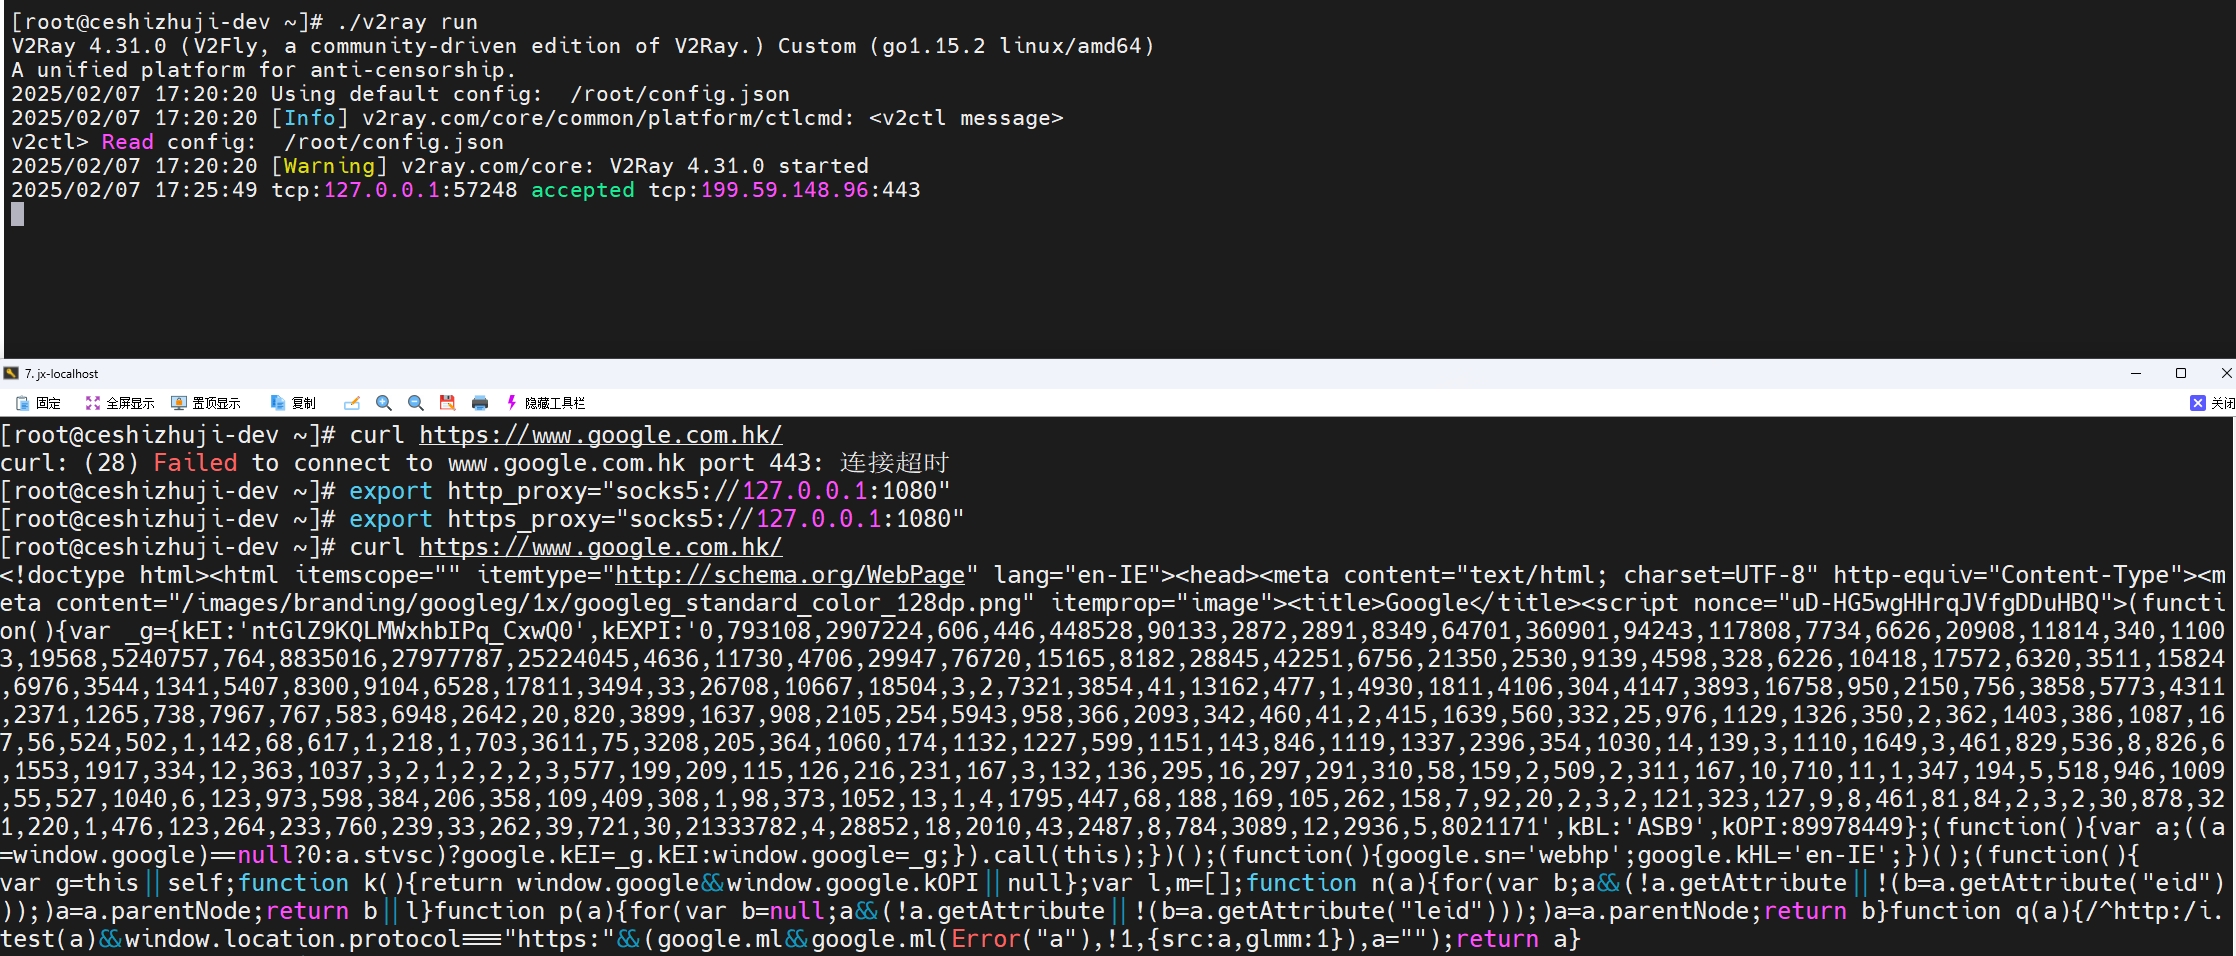 [root@ceshizhuji-dev ~]# ./v2ray run
V2Ray 4.31.0 (V2Fly, a community-driven edition of V2Ray.) Custom (go1.15.2 linux/amd64)
A unified platform for anti-censorship.
2025/02/07 17:20:20 Using default config:  /root/config.json
2025/02/07 17:20:20 [Info] v2ray.com/core/common/platform/ctlcmd: <v2ctl message>
v2ctl> Read config:  /root/config.json
2025/02/07 17:20:20 [Warning] v2ray.com/core: V2Ray 4.31.0 started
2025/02/07 17:25:49 tcp:127.0.0.1:57248 accepted tcp:199.59.148.96:443
7. jx-localhost
固定 全屏显示 置顶显示 复制 隐藏工具栏 关闭
[root@ceshizhuji-dev ~]# curl https://www.google.com.hk/
curl: (28) Failed to connect to www.google.com.hk port 443: 连接超时
[root@ceshizhuji-dev ~]# export http_proxy="socks5://127.0.0.1:1080"
[root@ceshizhuji-dev ~]# export https_proxy="socks5://127.0.0.1:1080"
[root@ceshizhuji-dev ~]# curl https://www.google.com.hk/
<!doctype html><html itemscope="" itemtype="http://schema.org/WebPage" lang="en-IE"><head><meta content="text/html; charset=UTF-8" http-equiv="Content-Type"><m
eta content="/images/branding/googleg/1x/googleg_standard_color_128dp.png" itemprop="image"><title>Google</title><script nonce="uD-HG5wgHHrqJVfgDDuHBQ">(functi
on(){var _g={kEI:'ntGlZ9KQLMWxhbIPq_CxwQ0',kEXPI:'0,793108,2907224,606,446,448528,90133,2872,2891,8349,64701,360901,94243,117808,7734,6626,20908,11814,340,1100
3,19568,5240757,764,8835016,27977787,25224045,4636,11730,4706,29947,76720,15165,8182,28845,42251,6756,21350,2530,9139,4598,328,6226,10418,17572,6320,3511,15824
,6976,3544,1341,5407,8300,9104,6528,17811,3494,33,26708,10667,18504,3,2,7321,3854,41,13162,477,1,4930,1811,4106,304,4147,3893,16758,950,2150,756,3858,5773,4311
,2371,1265,738,7967,767,583,6948,2642,20,820,3899,1637,908,2105,254,5943,958,366,2093,342,460,41,2,415,1639,560,332,25,976,1129,1326,350,2,362,1403,386,1087,16
7,56,524,502,1,142,68,617,1,218,1,703,3611,75,3208,205,364,1060,174,1132,1227,599,1151,143,846,1119,1337,2396,354,1030,14,139,3,1110,1649,3,461,829,536,8,826,6
,1553,1917,334,12,363,1037,3,2,1,2,2,2,3,577,199,209,115,126,216,231,167,3,132,136,295,16,297,291,310,58,159,2,509,2,311,167,10,710,11,1,347,194,5,518,946,1009
,55,527,1040,6,123,973,598,384,206,358,109,409,308,1,98,373,1052,13,1,4,1795,447,68,188,169,105,262,158,7,92,20,2,3,2,121,323,127,9,8,461,81,84,2,3,2,30,878,32
1,220,1,476,123,264,233,760,239,33,262,39,721,30,21333782,4,28852,18,2010,43,2487,8,784,3089,12,2936,5,8021171',kBL:'ASB9',kOPI:89978449};(function(){var a;((a
=window.google)==null?0:a.stvsc)?google.kEI=_g.kEI:window.google=_g;}).call(this);})();(function(){google.sn='webhp';google.kHL='en-IE';})();(function(){
var g=this||self;function k(){return window.google&&window.google.kOPI||null};var l,m=[];function n(a){for(var b;a&&(!a.getAttribute||!(b=a.getAttribute("eid")
));)a=a.parentNode;return b||l}function p(a){for(var b=null;a&&(!a.getAttribute||!(b=a.getAttribute("leid")));)a=a.parentNode;return b}function q(a){/^http:/i.
test(a)&&window.location.protocol==="https:"&&(google.ml&&google.ml(Error("a"),!1,{src:a,glmm:1}),a="");return a}